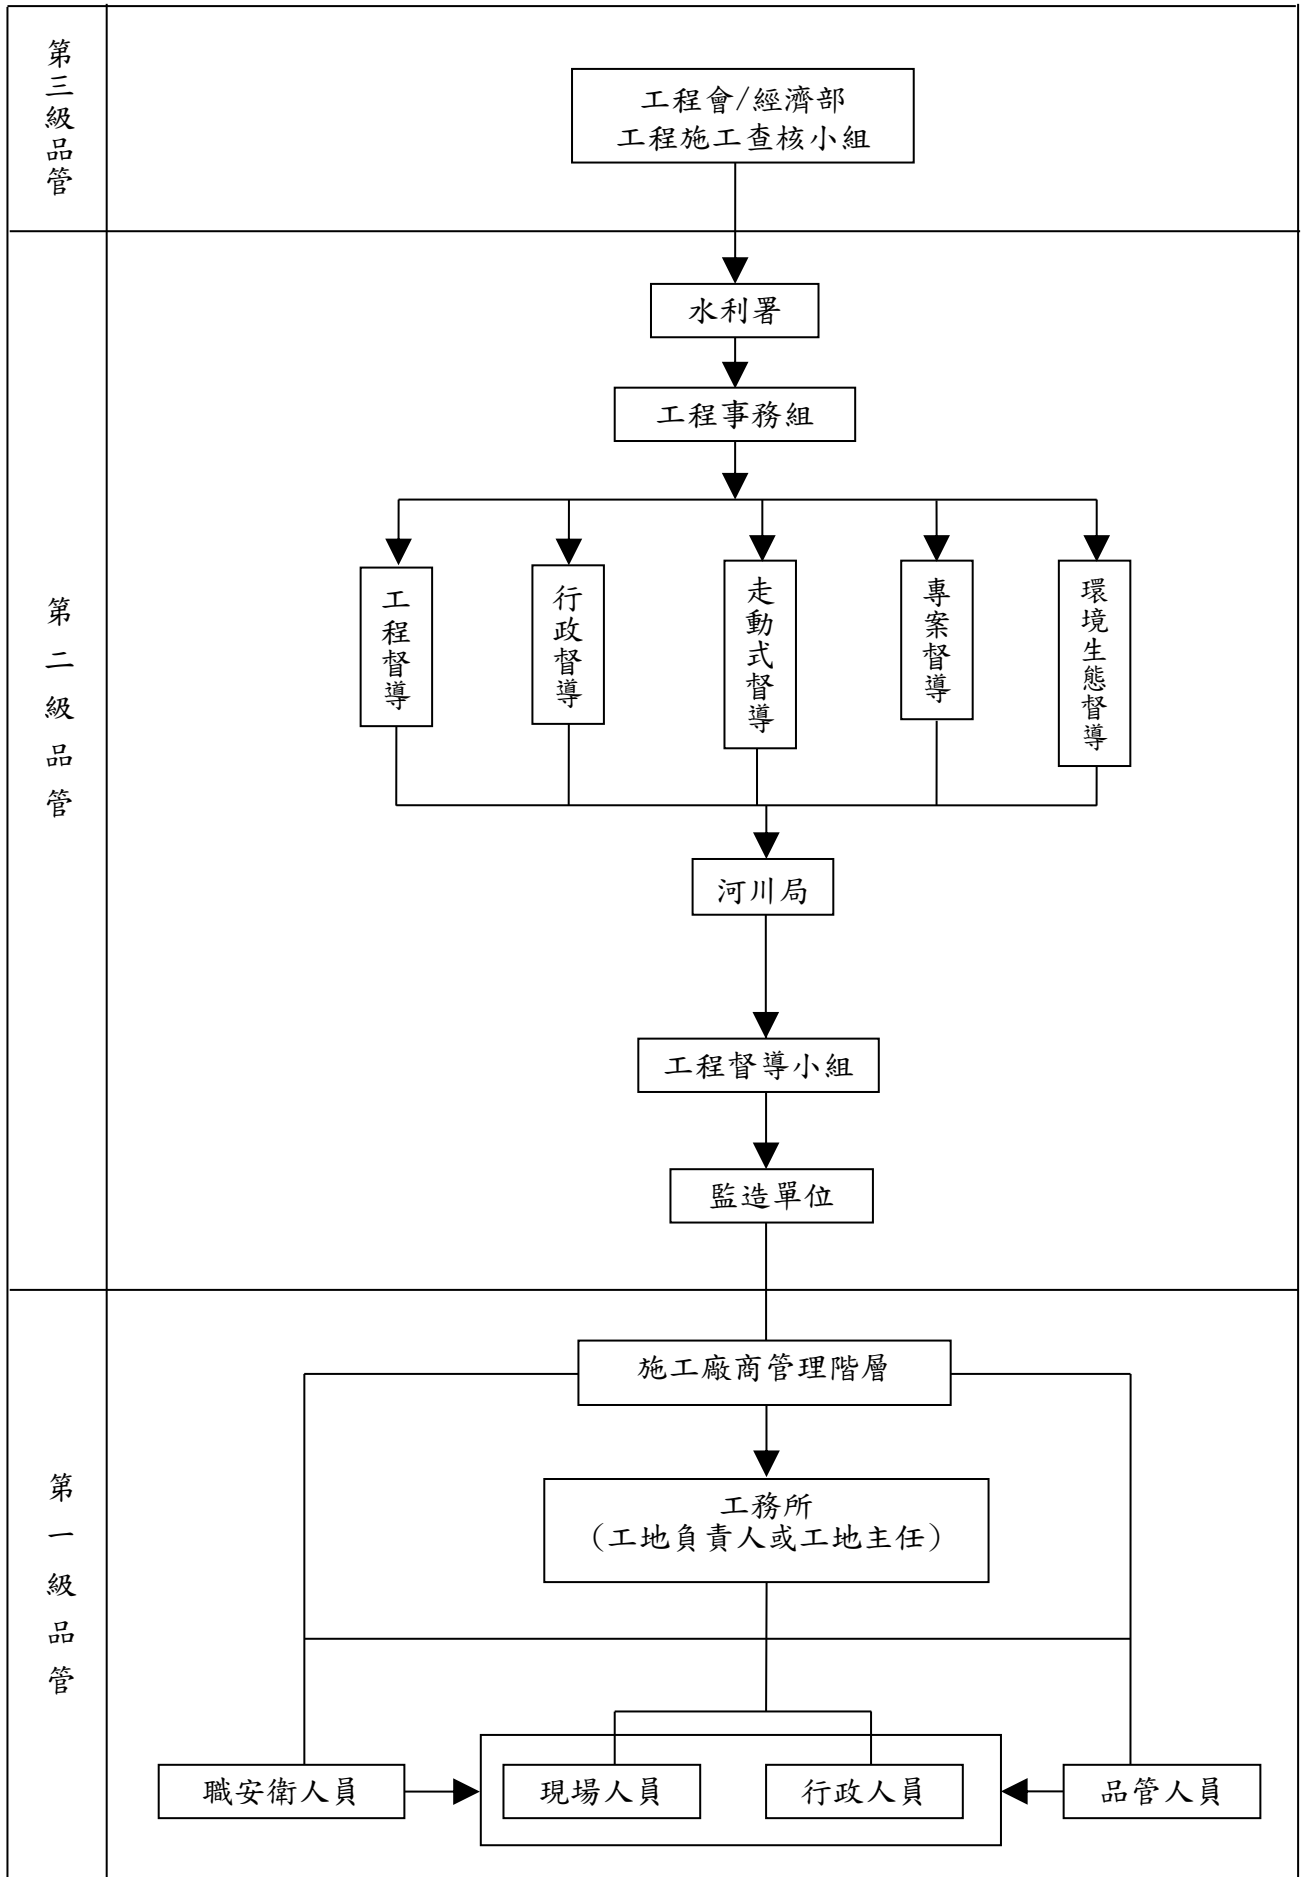 第三級品管
工程會/經濟部
工程施工查核小組
第二級品管
水利署
工程事務組
工程督導
行政督導
走動式督導
專案督導
環境生態督導
河川局
工程督導小組
監造單位
第一級品管
施工廠商管理階層
工務所
（工地負責人或工地主任）
職安衛人員
現場人員
行政人員
品管人員